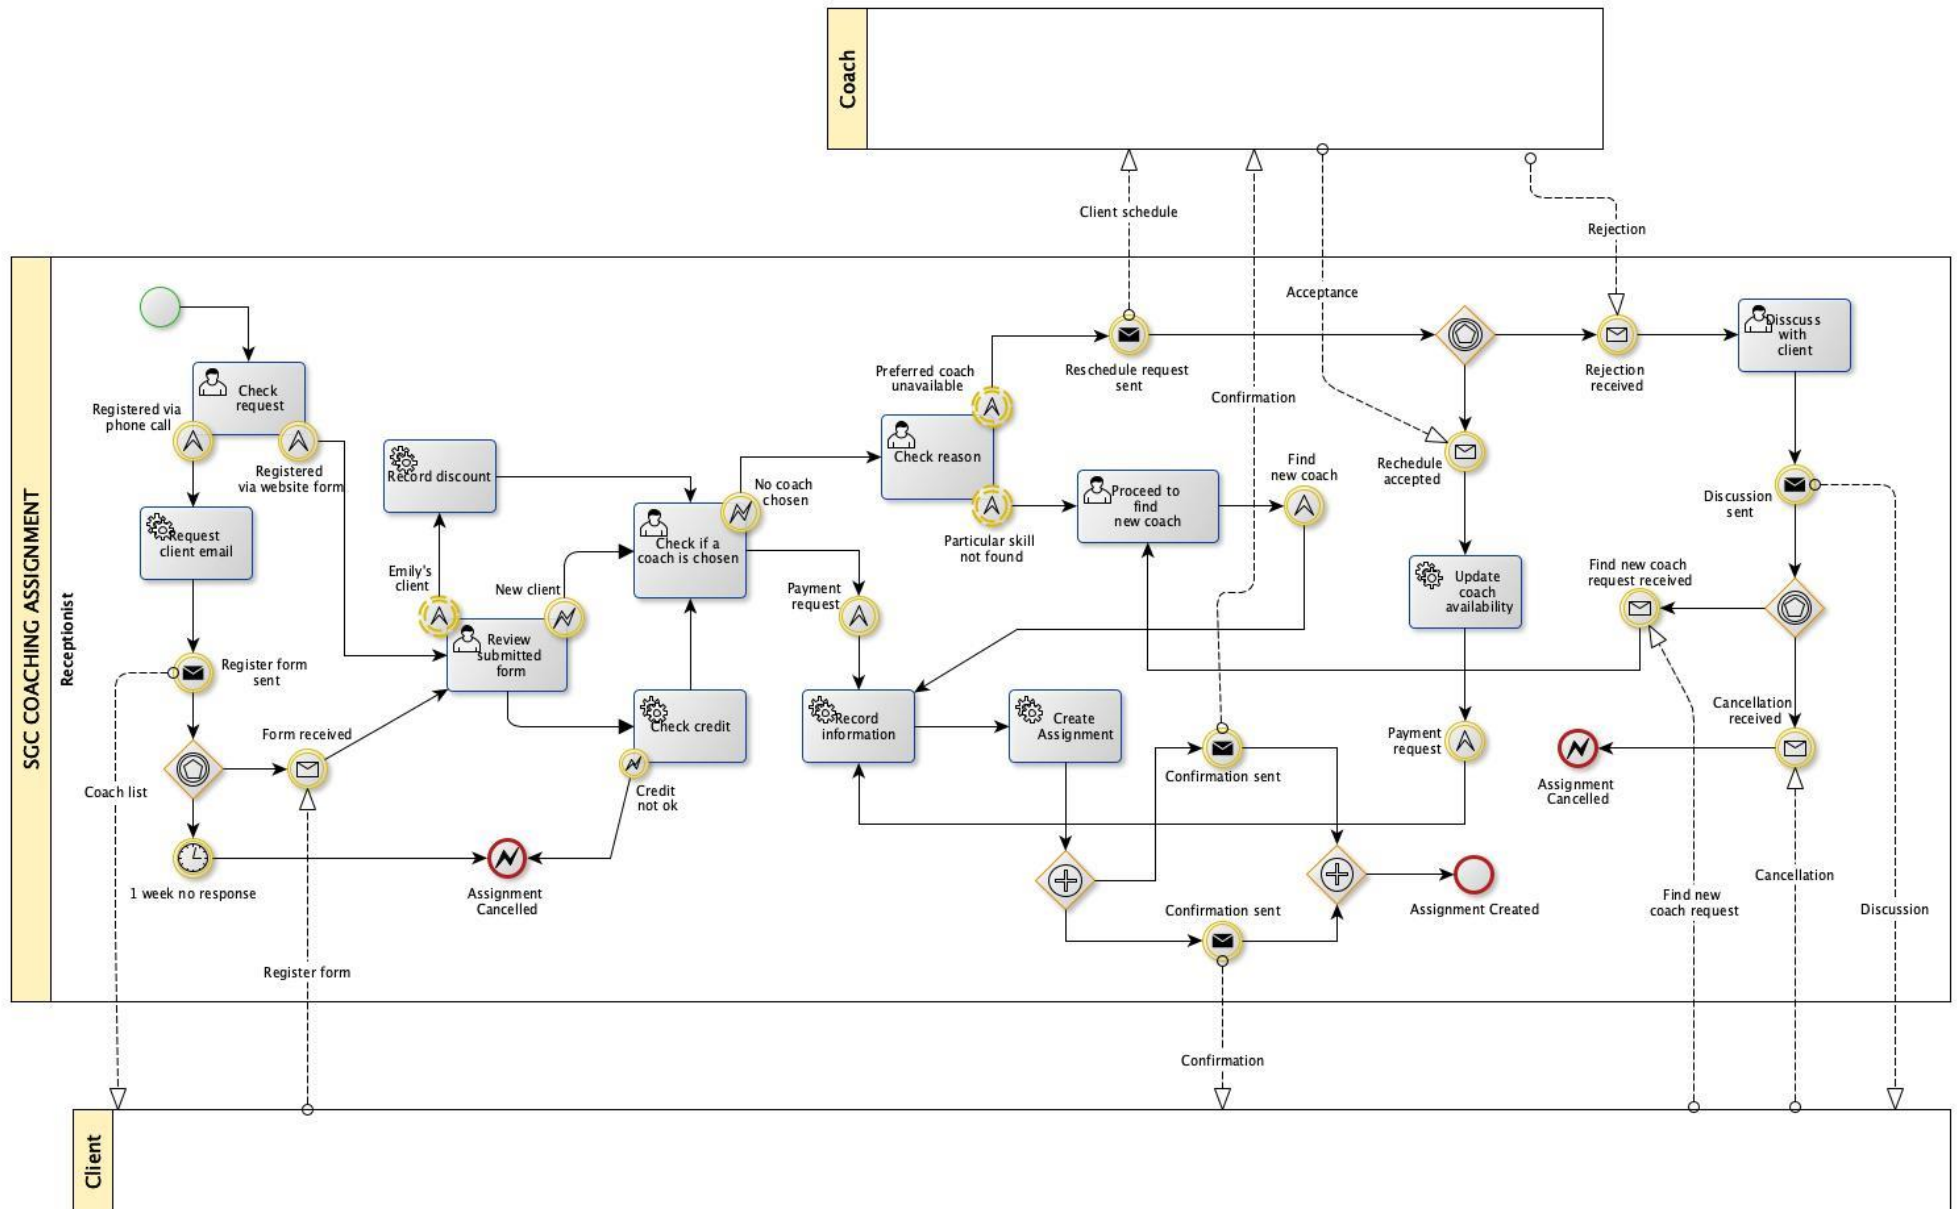 Coach
Client schedule
Rejection
Acceptance
Confirmation
SGC COACHING ASSIGNMENT
Receptionist
Check
request
Registered via
phone call
Registered
via website form
Request
client email
Register form
sent
Coach list
Form received
1 week no response
Register form
Record discount
Emily's
client
New client
Review
submitted
form
Check if a
coach is chosen
No coach
chosen
Check credit
Credit
not ok
Assignment
Cancelled
Payment
request
Record
information
Create
Assignment
Check reason
Preferred coach
unavailable
Particular skill
not found
Reschedule request
sent
Proceed to
find
new coach
Find
new coach
Confirmation sent
Confirmation sent
Confirmation
Assignment Created
Rechedule
accepted
Update
coach
availability
Payment
request
Rejection
received
Disscuss
with
client
Discussion
sent
Find new coach
request received
Cancellation
received
Assignment
Cancelled
Find new
coach request
Cancellation
Discussion
Client